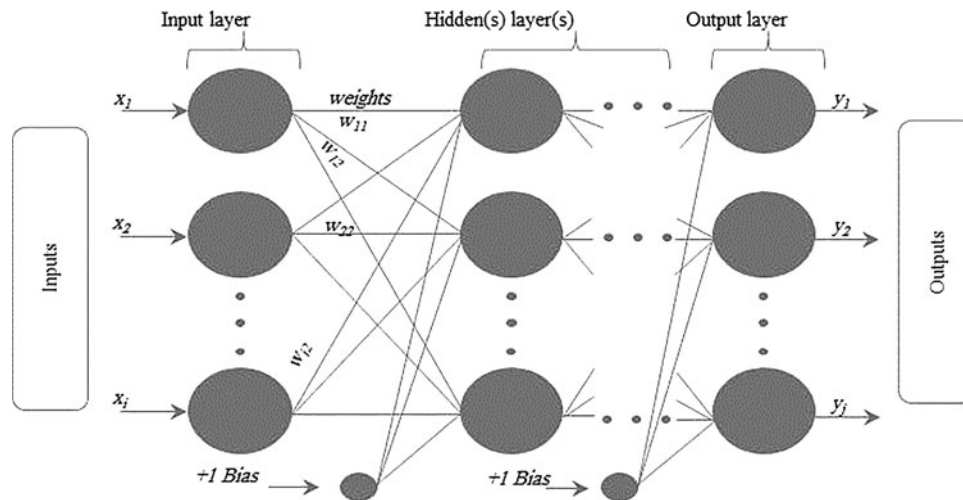 Input layer
Hidden(s) layer(s)
Output layer
x1
weights
w11
w12
y1
Inputs
x2
w22
y2
Outputs
wi2
xi
yj
+1 Bias
+1 Bias